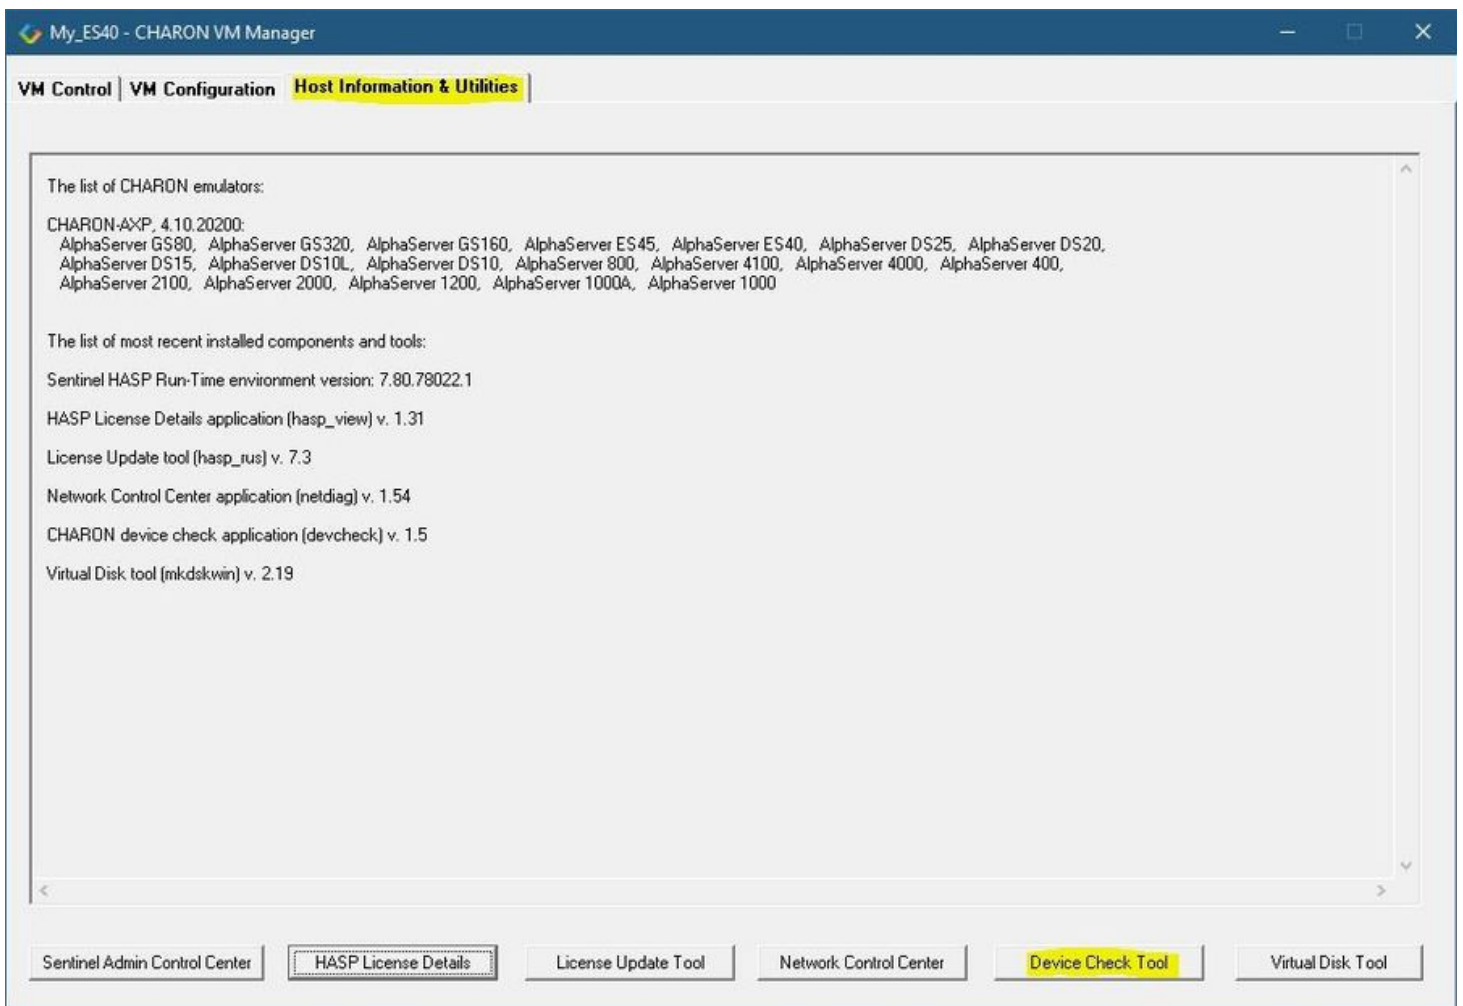 My_ES40 - CHARON VM Manager
VM Control | VM Configuration Host Information & Utilities
The list of CHARON emulators:
CHARON-AXP, 4.10.20200:
AlphaServer GS80, AlphaServer GS320, AlphaServer GS160, AlphaServer ES45, AlphaServer ES40, AlphaServer DS25, AlphaServer DS20,
AlphaServer DS15, AlphaServer DS10L, AlphaServer DS10, AlphaServer 800, AlphaServer 4100, AlphaServer 4000, AlphaServer 400,
AlphaServer 2100, AlphaServer 2000, AlphaServer 1200, AlphaServer 1000A, AlphaServer 1000
The list of most recent installed components and tools:
Sentinel HASP Run-Time environment version: 7.80.78022.1
HASP License Details application (hasp_view) v. 1.31
License Update tool (hasp_rus) v. 7.3
Network Control Center application (netdiag) v. 1.54
CHARON device check application (devcheck) v. 1.5
Virtual Disk tool (mkdskwin) v. 2.19
Sentinel Admin Control Center HASP License Details License Update Tool Network Control Center Device Check Tool Virtual Disk Tool